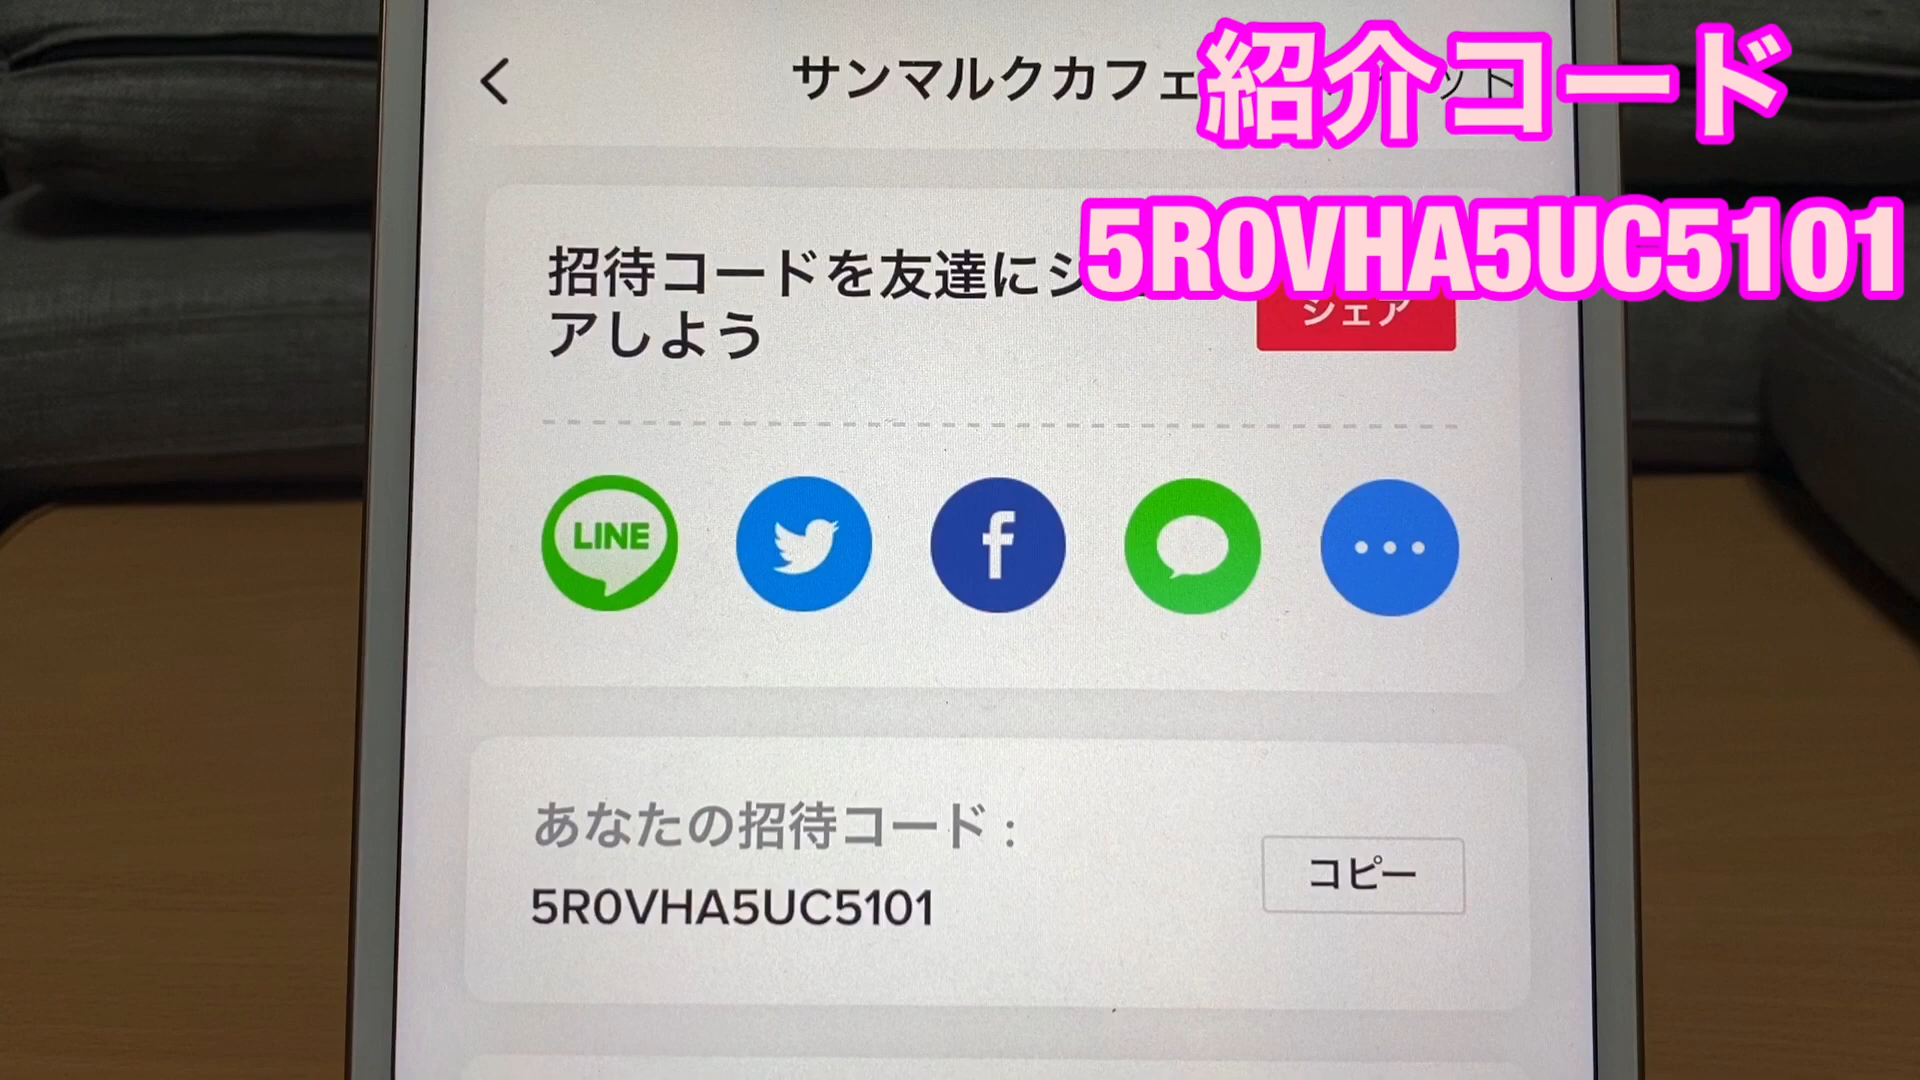 サンマルクカフェ
紹介コード
5R0VHA5UC5101
招待コードを友達にシ
アしよう
シェア
LINE
あなたの招待コード：
5R0VHA5UC5101
コピー